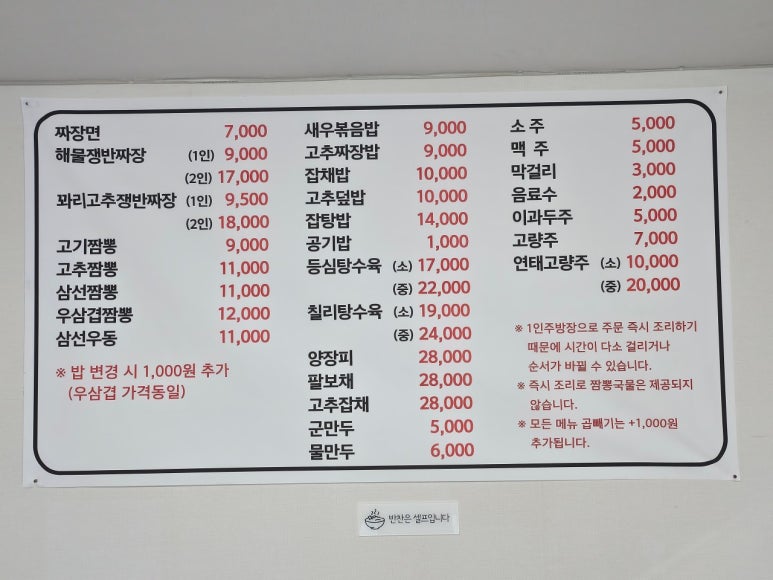 짜장면 7,000
해물쟁반짜장 (1인) 9,000
(2인) 17,000
꽈리고추쟁반짜장 (1인) 9,500
(2인) 18,000
고기짬뽕 9,000
고추짬뽕 11,000
삼선짬뽕 11,000
우삼겹짬뽕 12,000
삼선우동 11,000
※ 밥 변경 시 1,000원 추가
(우삼겹 가격동일)
새우볶음밥 9,000
고추짜장밥 9,000
잡채밥 10,000
고추덮밥 10,000
잡탕밥 14,000
공기밥 1,000
등심탕수육 (소) 17,000
(중) 22,000
칠리탕수육 (소) 19,000
(중) 24,000
양장피 28,000
팔보채 28,000
고추잡채 28,000
군만두 5,000
물만두 6,000
소 주 5,000
맥 주 5,000
막걸리 3,000
음료수 2,000
이과두주 5,000
고량주 7,000
연태고량주 (소) 10,000
(중) 20,000
※ 1인주방장으로 주문 즉시 조리하기
때문에 시간이 다소 걸리거나
순서가 바뀔 수 있습니다.
※ 즉시 조리로 짬뽕국물은 제공되지
않습니다.
※ 모든 메뉴 곱빼기는 +1,000원
추가됩니다.
반찬은 셀프입니다